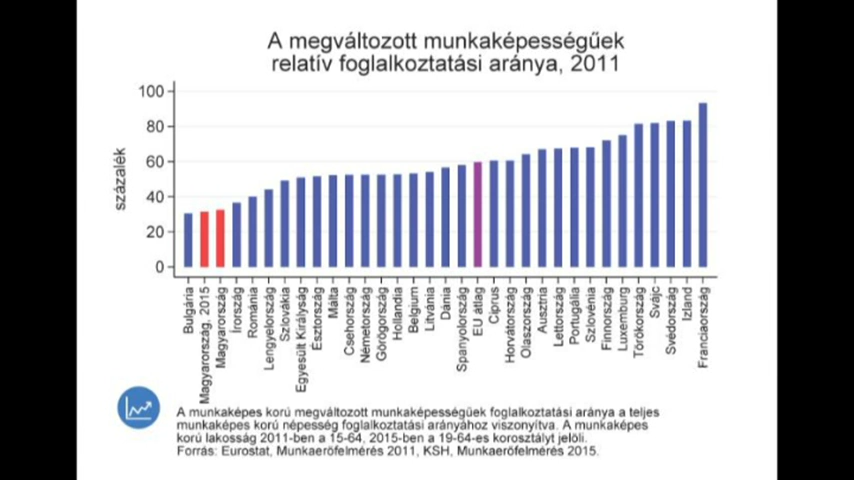 A megváltozott munkaképességűek
relatív foglalkoztatási aránya, 2011
százalék
100
80
60
40
20
0
Bulgária
Magyarország, 2015
Magyarország
Írország
Románia
Lengyelország
Szlovákia
Egyesült Királyság
Észtország
Málta
Csehország
Németország
Görögország
Hollandia
Belgium
Litvánia
Dánia
Spanyolország
EU átlag
Ciprus
Horvátország
Olaszország
Ausztria
Lettország
Portugália
Szlovénia
Finnország
Luxemburg
Törökország
Svájc
Svédország
Izland
Franciaország
A munkaképes korú megváltozott munkaképességűek foglalkoztatási aránya a teljes
munkaképes korú népesség foglalkoztatási arányához viszonyítva. A munkaképes
korú lakosság 2011-ben a 15-64, 2015-ben a 19-64-es korosztályt jelöli.
Forrás: Eurostat, Munkaerőfelmérés 2011, KSH, Munkaerőfelmérés 2015.